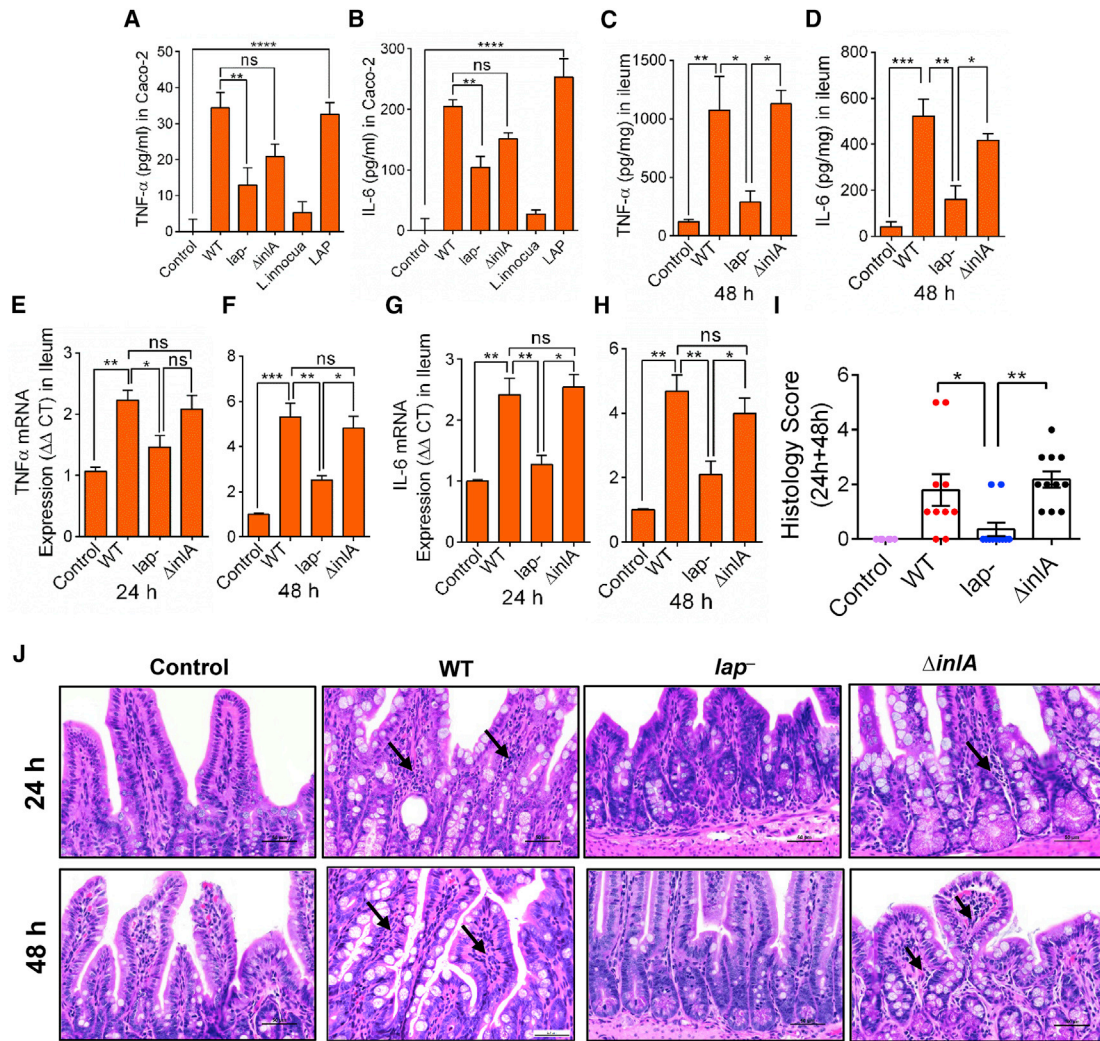 A
TNF-α (pg/ml) in Caco-2
40
30
20
10
0
****
ns
**
Control
WT
lap-
ΔinlA
L.innocua
LAP
B
IL-6 (pg/ml) in Caco-2
300
200
100
0
****
ns
**
Control
WT
lap-
ΔinlA
L.innocua
LAP
C
TNF-α (pg/mg) in ileum
1500
1000
500
0
** * *
Control
WT
lap-
ΔinlA
48 h
D
IL-6 (pg/mg) in ileum
800
600
400
200
0
*** ** *
Control
WT
lap-
ΔinlA
48 h
E
TNFα mRNA
Expression (ΔΔ CT) in Ileum
3
2
1
0
ns
** * ns
Control
WT
lap-
ΔinlA
24 h
F
8
6
4
2
0
ns
*** ** *
Control
WT
lap-
ΔinlA
48 h
G
IL-6 mRNA
Expression (ΔΔ CT) in Ileum
3
2
1
0
ns
** ** *
Control
WT
lap-
ΔinlA
24 h
H
6
4
2
0
ns
** ** *
Control
WT
lap-
ΔinlA
48 h
I
Histology Score
(24h+48h)
6
4
2
0
* **
Control
WT
lap-
ΔinlA
J
Control
WT
lap⁻
ΔinlA
24 h
48 h